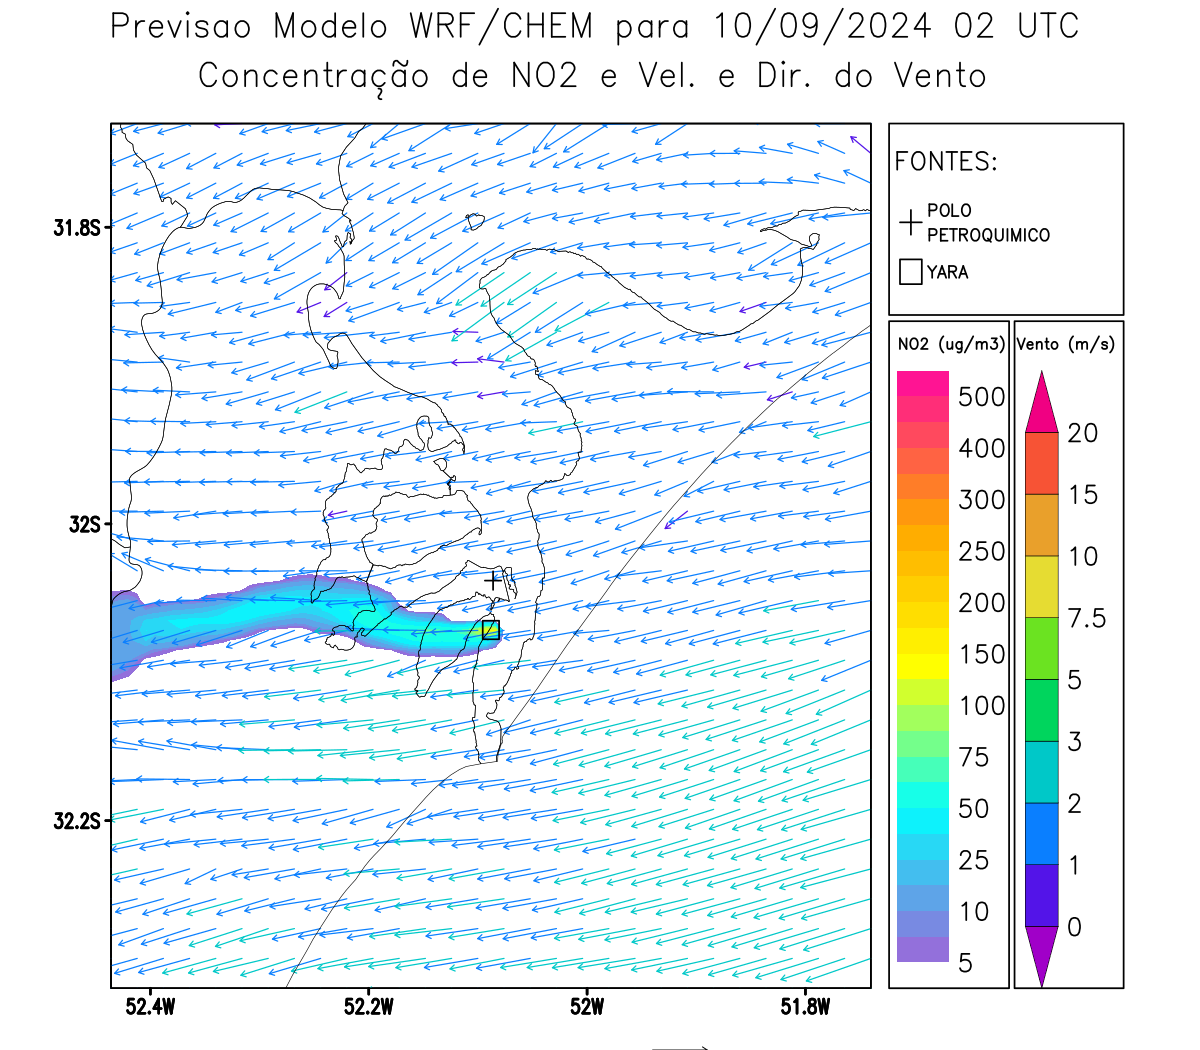 Previsao Modelo WRF/CHEM para 10/09/2024 02 UTC
Concentração de NO2 e Vel. e Dir. do Vento
FONTES:
POLO
PETROQUIMICO
YARA
NO2 (ug/m3)
500
400
300
250
200
150
100
75
50
25
10
5
Vento (m/s)
20
15
10
7.5
5
3
2
1
0
31.8S
32S
32.2S
52.4W
52.2W
52W
51.8W